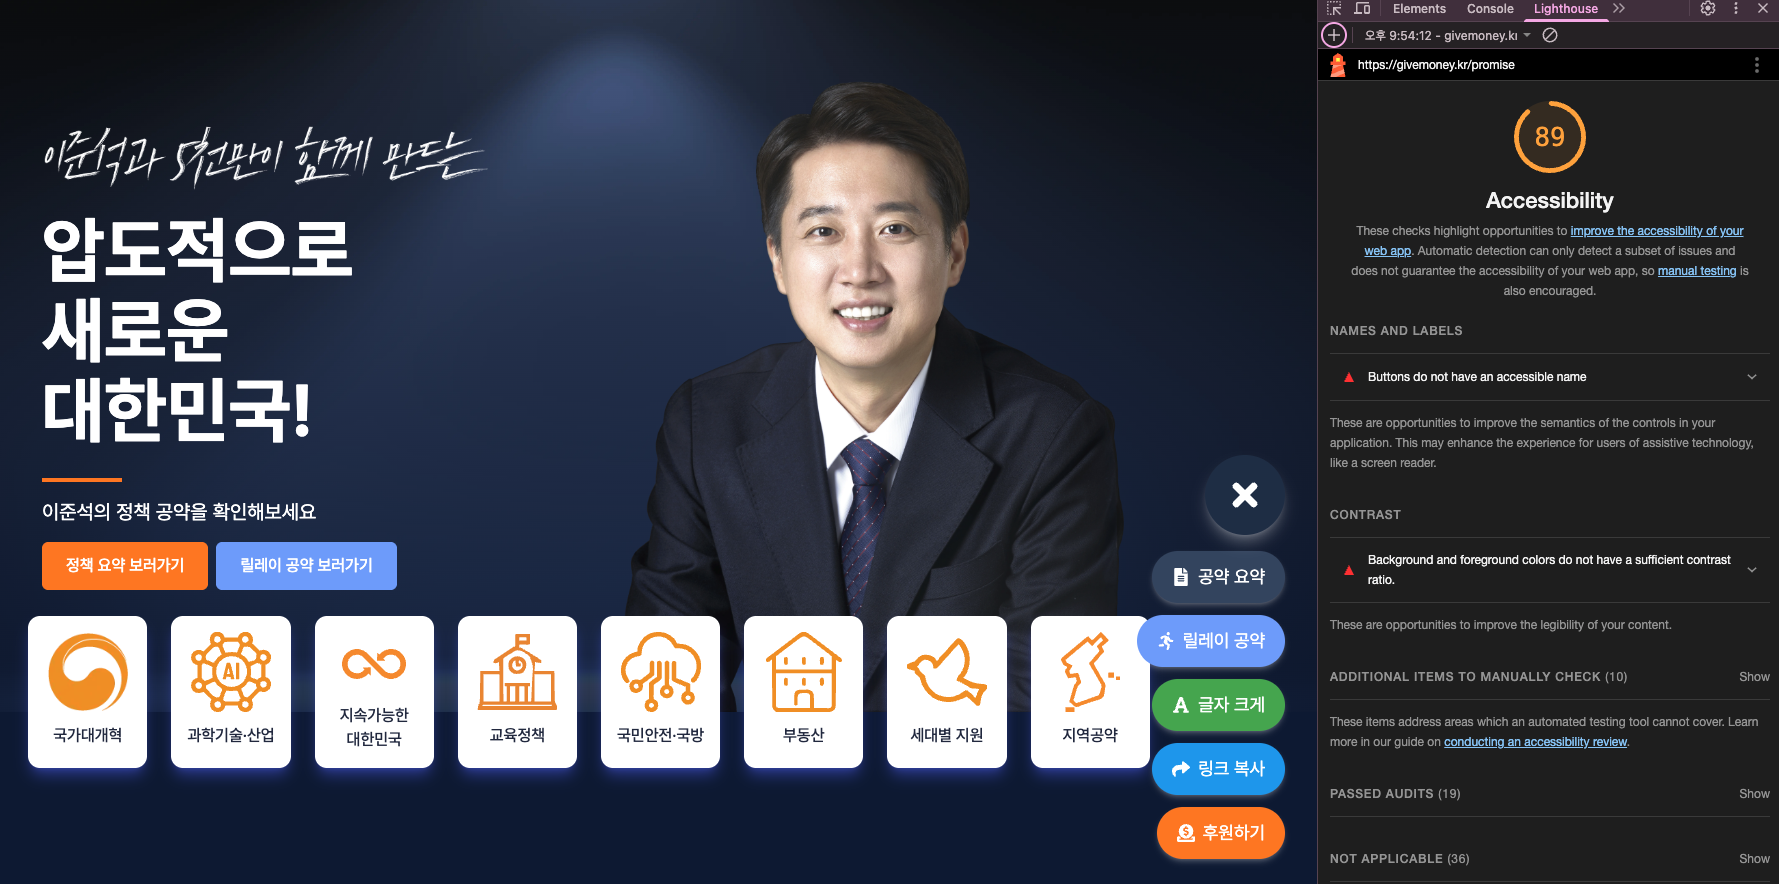 이준석과 5천만이 함께 만드는
압도적으로
새로운
대한민국!
이준석의 정책 공약을 확인해보세요
정책 요약 보러가기
릴레이 공약 보러가기
국가대개혁
AI
과학기술·산업
지속가능한
대한민국
교육정책
국민안전·국방
부동산
세대별 지원
지역공약
공약 요약
릴레이 공약
A 글자 크게
링크 복사
후원하기
Elements Console Lighthouse
오후 9:54:12 - givemoney.kr
https://givemoney.kr/promise
89
Accessibility
These checks highlight opportunities to improve the accessibility of your
web app. Automatic detection can only detect a subset of issues and
does not guarantee the accessibility of your web app, so manual testing is
also encouraged.
NAMES AND LABELS
Buttons do not have an accessible name
These are opportunities to improve the semantics of the controls in your
application. This may enhance the experience for users of assistive technology,
like a screen reader.
CONTRAST
Background and foreground colors do not have a sufficient contrast
ratio.
These are opportunities to improve the legibility of your content.
ADDITIONAL ITEMS TO MANUALLY CHECK (10) Show
These items address areas which an automated testing tool cannot cover. Learn
more in our guide on conducting an accessibility review.
PASSED AUDITS (19) Show
NOT APPLICABLE (36) Show